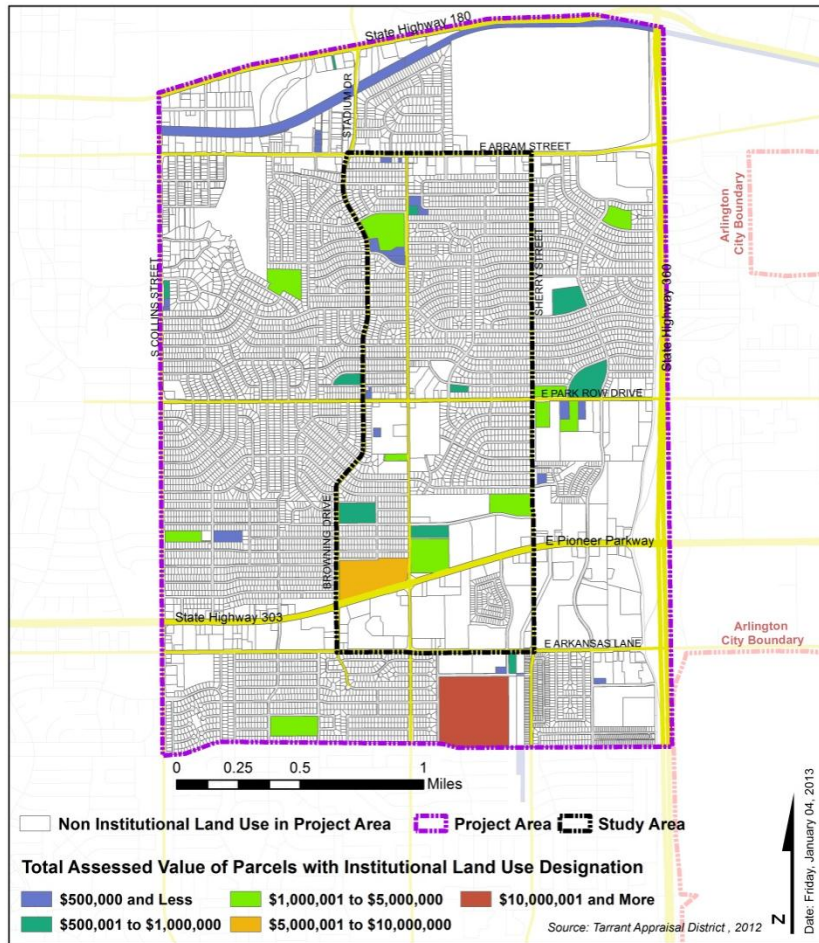 State Highway 180
STADIUM DR
E ABRAM STREET
Arlington
City Boundary
S COLLINS STREET
SHERRY STREET
State Highway 360
E PARK ROW DRIVE
BROWNING DRIVE
E Pioneer Parkway
State Highway 303
E ARKANSAS LANE
Arlington
City Boundary
0 0.25 0.5 1
Miles
Non Institutional Land Use in Project Area Project Area Study Area
Total Assessed Value of Parcels with Institutional Land Use Designation
$500,000 and Less $1,000,001 to $5,000,000 $10,000,001 and More
$500,001 to $1,000,000 $5,000,001 to $10,000,000
Source: Tarrant Appraisal District , 2012
N
Date: Friday, January 04, 2013